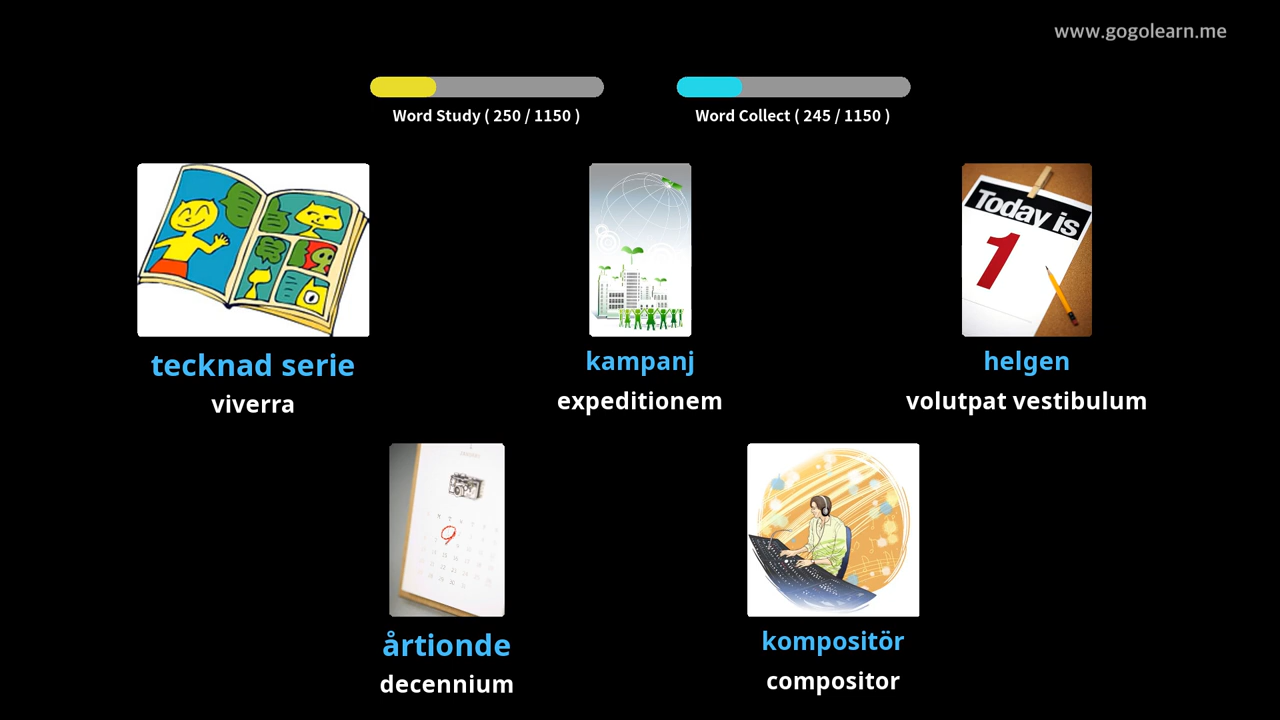 www.gogolearn.me
Word Study ( 250 / 1150 )
Word Collect ( 245 / 1150 )
Today is
1
tecknad serie
viverra
kampanj
expeditionem
helgen
volutpat vestibulum
9
årtionde
decennium
kompositör
compositor